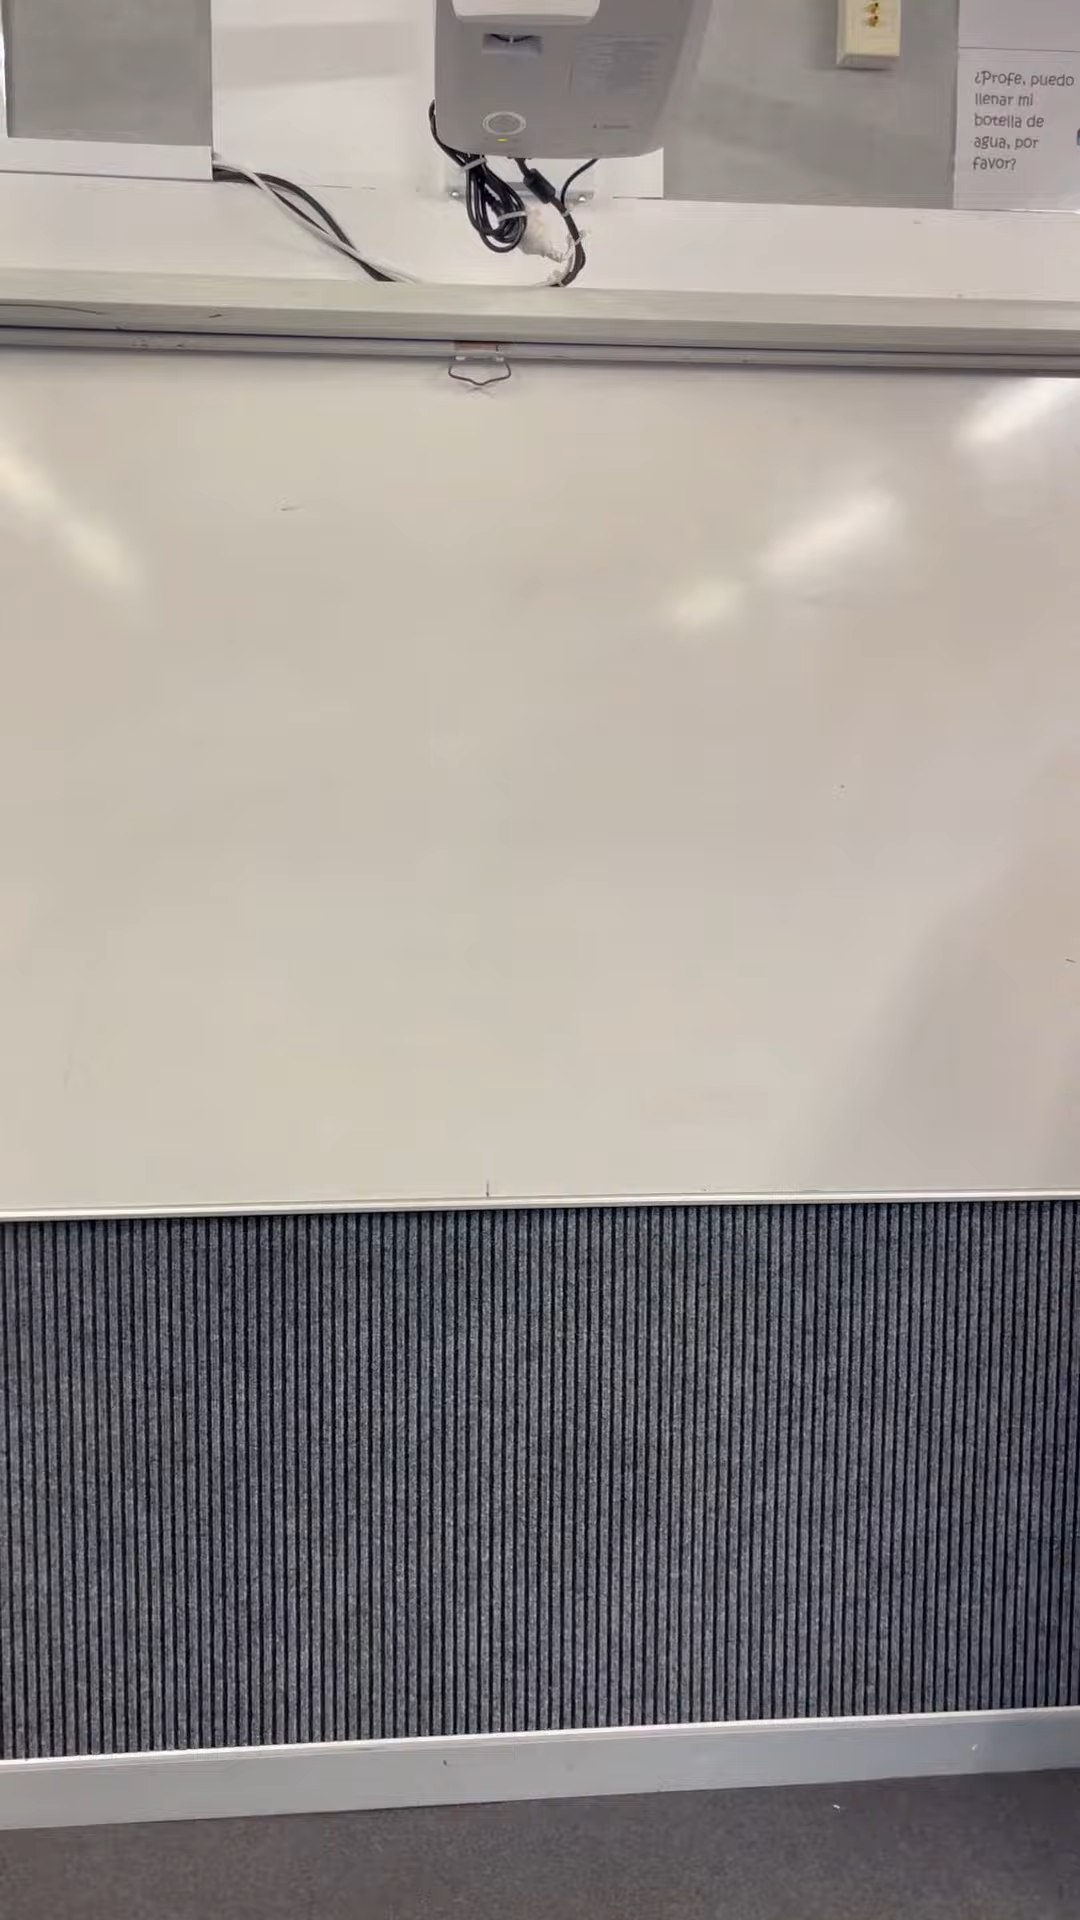 ¿Profe, puedo
llenar mi
botella de
agua, por
favor?